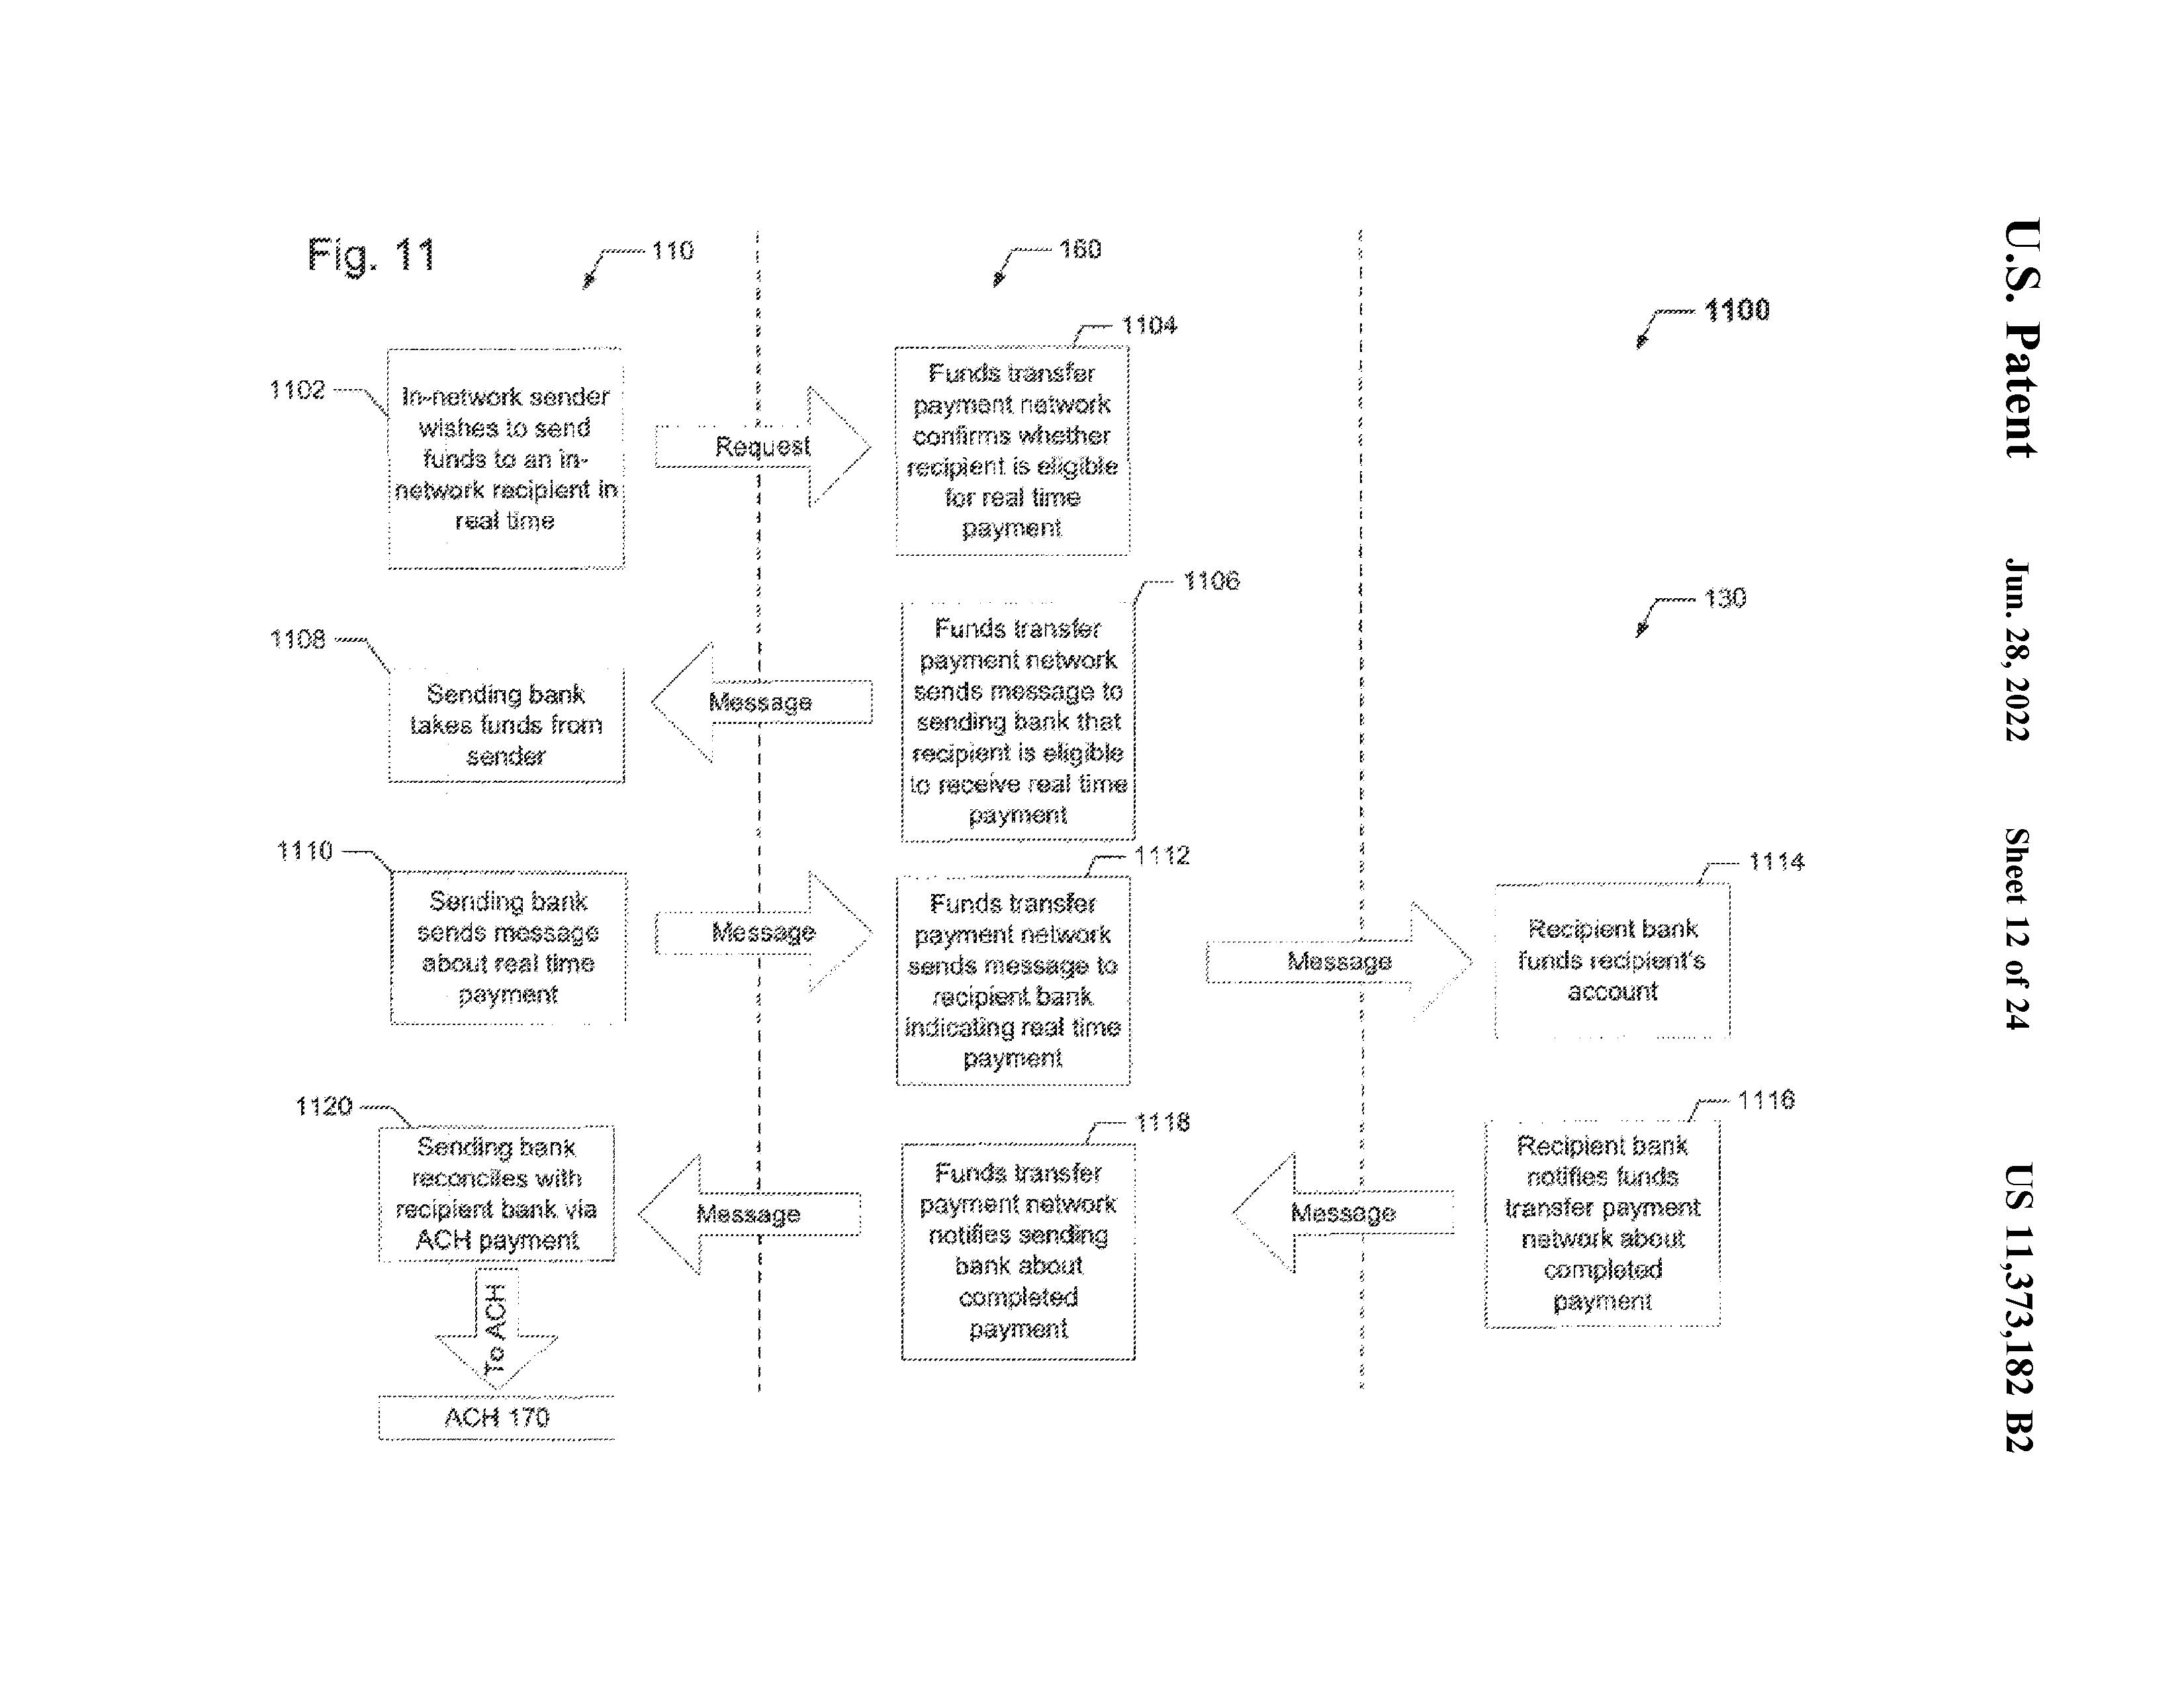 U.S. Patent Jun. 28, 2022 Sheet 12 of 24 US 11,373,182 B2
Fig. 11
110
160
1100
130
1102
In-network sender
wishes to send
funds to an in-
network recipient in
real time
Request
1104
Funds transfer
payment network
confirms whether
recipient is eligible
for real time
payment
1106
Funds transfer
payment network
sends message to
sending bank that
recipient is eligible
to receive real time
payment
Message
1108
Sending bank
takes funds from
sender
1110
Sending bank
sends message
about real time
payment
Message
1112
Funds transfer
payment network
sends message to
recipient bank
indicating real time
payment
Message
1114
Recipient bank
funds recipient's
account
1116
Recipient bank
notifies funds
transfer payment
network about
completed
payment
Message
1118
Funds transfer
payment network
notifies sending
bank about
completed
payment
Message
1120
Sending bank
reconciles with
recipient bank via
ACH payment
To ACH
ACH 170